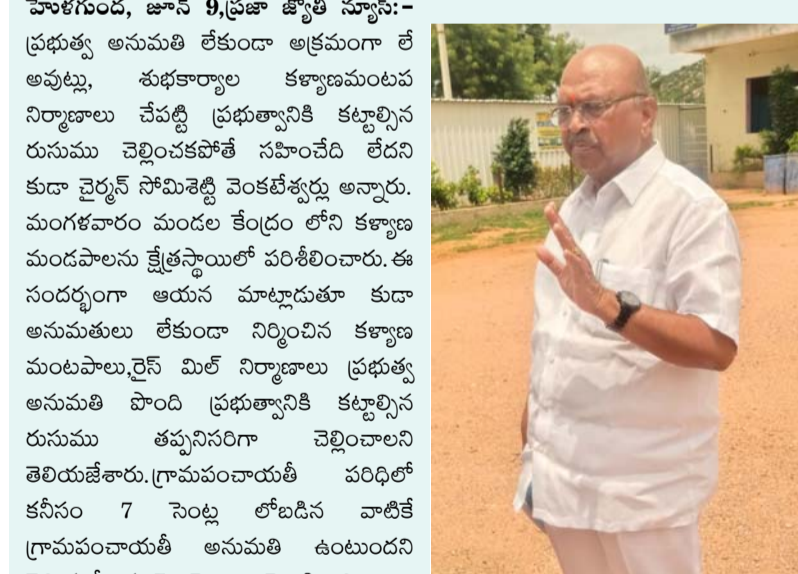 హొళగుంద, జూన్ 9,ప్రజా జ్యోతి న్యూస్:-
ప్రభుత్వ అనుమతి లేకుండా అక్రమంగా లే
అవుట్లు, శుభకార్యాల కళ్యాణమంటప
నిర్మాణాలు చేపట్టి ప్రభుత్వానికి కట్టాల్సిన
రుసుము చెల్లించకపోతే సహించేది లేదని
కుడా చైర్మన్ సోమిశెట్టి వెంకటేశ్వర్లు అన్నారు.
మంగళవారం మండల కేంద్రం లోని కళ్యాణ
మండపాలను క్షేత్రస్థాయిలో పరిశీలించారు.ఈ
సందర్భంగా ఆయన మాట్లాడుతూ కుడా
అనుమతులు లేకుండా నిర్మించిన కళ్యాణ
మంటపాలు,రైస్ మిల్ నిర్మాణాలు ప్రభుత్వ
అనుమతి పొంది ప్రభుత్వానికి కట్టాల్సిన
రుసుము తప్పనిసరిగా చెల్లించాలని
తెలియజేశారు.గ్రామపంచాయతీ పరిధిలో
కనీసం 7 సెంట్ల లోబడిన వాటికే
గ్రామపంచాయతీ అనుమతి ఉంటుందని